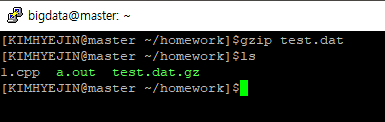 bigdata@master: ~
[KIMHYEJIN@master ~/homework]$gzip test.dat
[KIMHYEJIN@master ~/homework]$ls
l.cpp a.out test.dat.gz
[KIMHYEJIN@master ~/homework]$